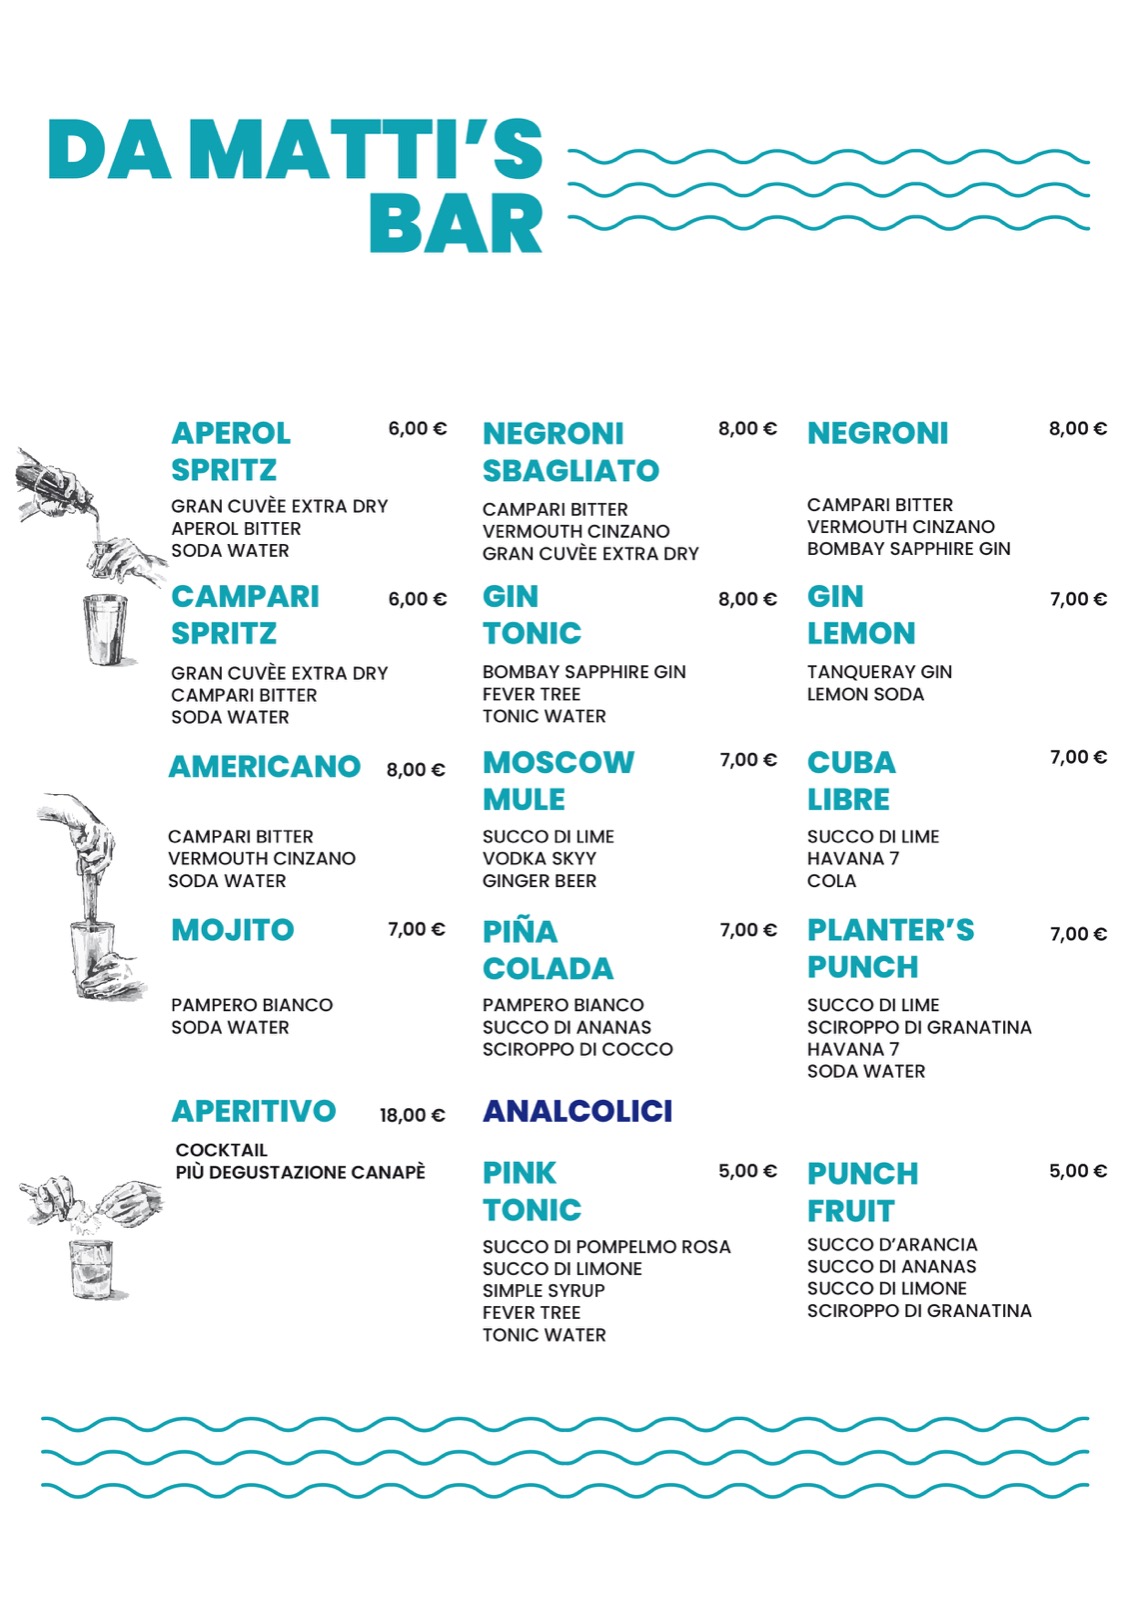 DA MATTI'S
BAR
APEROL
SPRITZ
6,00 €
GRAN CUVÈE EXTRA DRY
APEROL BITTER
SODA WATER
NEGRONI
SBAGLIATO
8,00 €
CAMPARI BITTER
VERMOUTH CINZANO
GRAN CUVÈE EXTRA DRY
NEGRONI
8,00 €
CAMPARI BITTER
VERMOUTH CINZANO
BOMBAY SAPPHIRE GIN
CAMPARI
SPRITZ
6,00 €
GRAN CUVÈE EXTRA DRY
CAMPARI BITTER
SODA WATER
GIN
TONIC
8,00 €
BOMBAY SAPPHIRE GIN
FEVER TREE
TONIC WATER
GIN
LEMON
7,00 €
TANQUERAY GIN
LEMON SODA
AMERICANO
8,00 €
CAMPARI BITTER
VERMOUTH CINZANO
SODA WATER
MOSCOW
MULE
7,00 €
SUCCO DI LIME
VODKA SKYY
GINGER BEER
CUBA
LIBRE
7,00 €
SUCCO DI LIME
HAVANA 7
COLA
MOJITO
7,00 €
PAMPERO BIANCO
SODA WATER
PIÑA
COLADA
7,00 €
PAMPERO BIANCO
SUCCO DI ANANAS
SCIROPPO DI COCCO
PLANTER'S
PUNCH
7,00 €
SUCCO DI LIME
SCIROPPO DI GRANATINA
HAVANA 7
SODA WATER
APERITIVO
18,00 €
COCKTAIL
PIÙ DEGUSTAZIONE CANAPÈ
ANALCOLICI
PINK
TONIC
5,00 €
SUCCO DI POMPELMO ROSA
SUCCO DI LIMONE
SIMPLE SYRUP
FEVER TREE
TONIC WATER
PUNCH
FRUIT
5,00 €
SUCCO D'ARANCIA
SUCCO DI ANANAS
SUCCO DI LIMONE
SCIROPPO DI GRANATINA